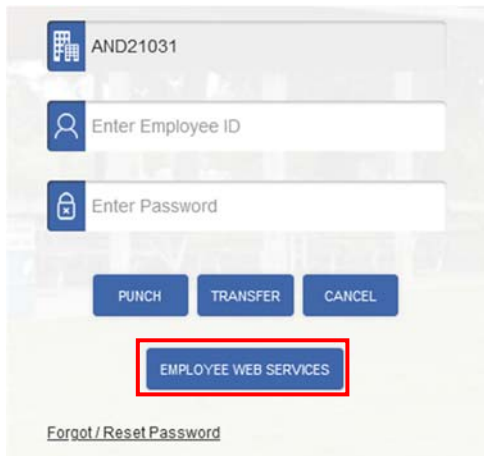 AND21031
Enter Employee ID
Enter Password
PUNCH TRANSFER CANCEL
EMPLOYEE WEB SERVICES
Forgot / Reset Password